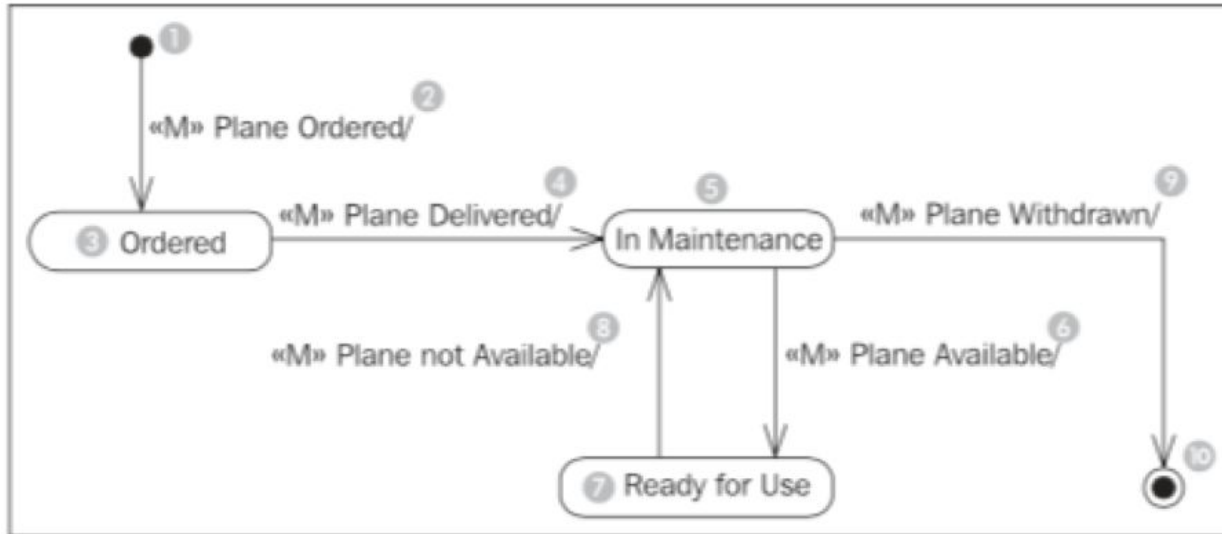 1
«M» Plane Ordered/ 2
3 Ordered
«M» Plane Delivered/ 4
5
In Maintenance
«M» Plane Withdrawn/ 9
«M» Plane not Available/ 8
«M» Plane Available/ 6
7 Ready for Use
10